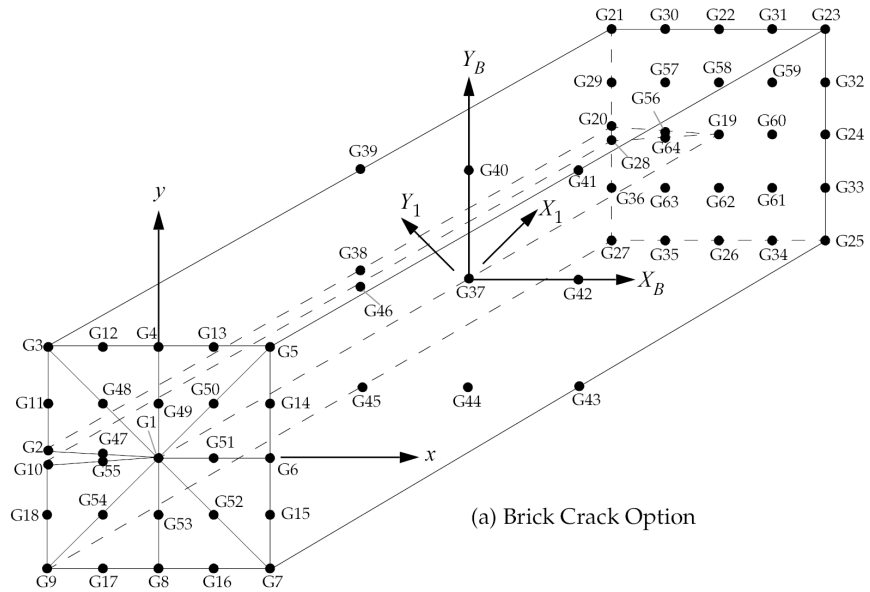 G21 G30 G22 G31 G23
Y_B
G29 G57 G58 G59 G32
G56
G20 G19 G60 G24
G39
G64
G28
G40
G41
y
Y_1 X_1 G36 G63 G62 G61 G33
G38
G27 G35 G26 G34 G25
G37 X_B
G46 G42
G3 G12 G4 G13 G5
G48 G50
G11 G49 G14
G1
G45 G44 G43
G2 G47 G51 x
G10 G55 G6
G54 G52
G18 G53 G15
(a) Brick Crack Option
G9 G17 G8 G16 G7